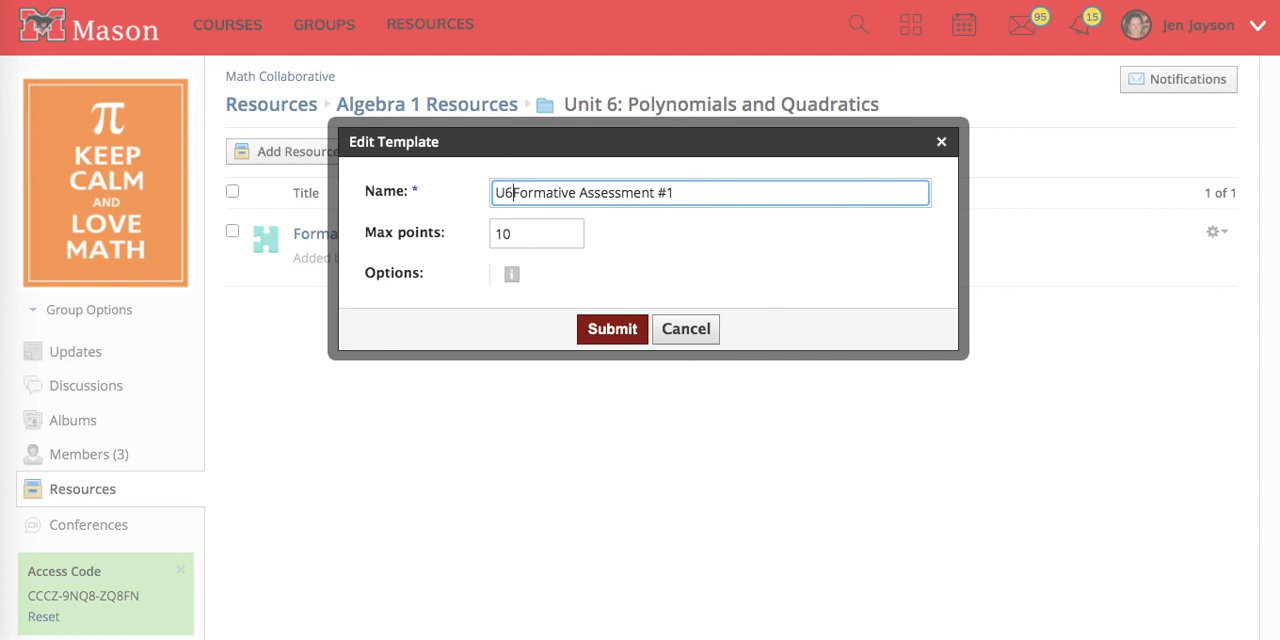 Mason
COURSES
GROUPS
RESOURCES
95
15
Jen Jayson
π
KEEP
CALM
AND
LOVE
MATH
Group Options
Updates
Discussions
Albums
Members (3)
Resources
Conferences
Access Code
CCCZ-9NQ8-ZQ8FN
Reset
Math Collaborative
Notifications
Resources Algebra 1 Resources Unit 6: Polynomials and Quadratics
Add Resource
Title
1 of 1
Forma
Added
Edit Template
Name: *
U6Formative Assessment #1
Max points:
10
Options:
Submit
Cancel